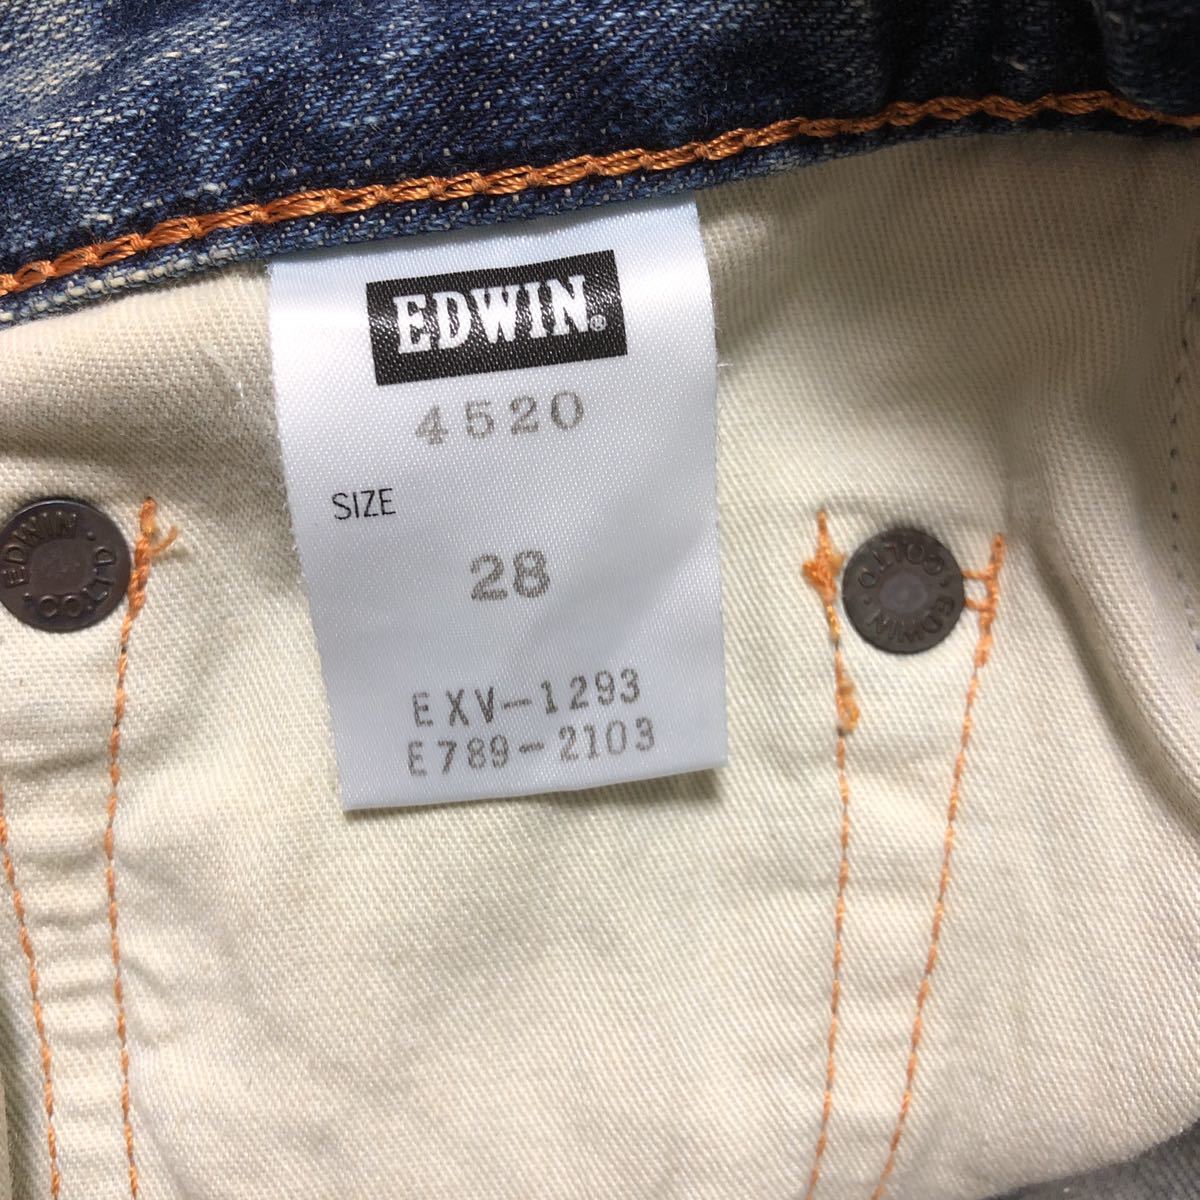 EDWIN®
4520
SIZE
28
EXV-1293
E789-2103
EDWIN · CO.LTD ·
EDWIN · CO.LTD ·